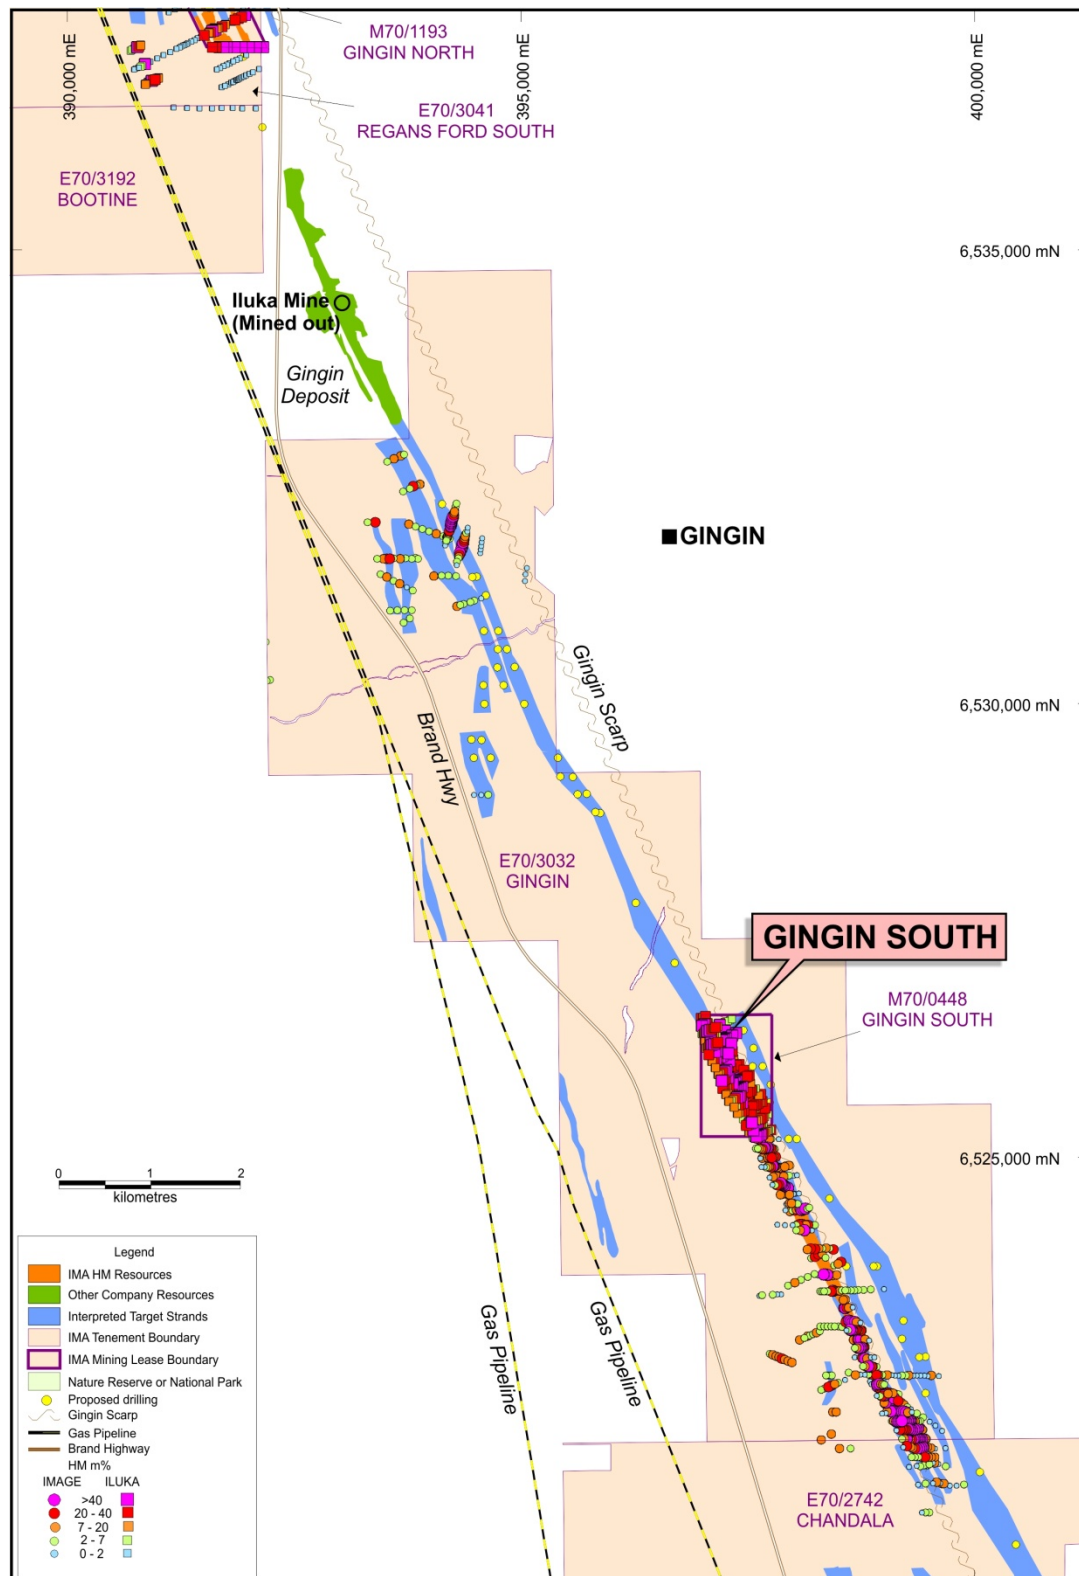 390,000 mE
395,000 mE
400,000 mE
M70/1193
GINGIN NORTH
E70/3041
REGANS FORD SOUTH
E70/3192
BOOTINE
6,535,000 mN
Iluka Mine
(Mined out)
Gingin
Deposit
GINGIN
Gingin Scarp
6,530,000 mN
Brand Hwy
E70/3032
GINGIN
GINGIN SOUTH
M70/0448
GINGIN SOUTH
6,525,000 mN
0 1 2
kilometres
Gas Pipeline
Gas Pipeline
E70/2742
CHANDALA
Legend
IMA HM Resources
Other Company Resources
Interpreted Target Strands
IMA Tenement Boundary
IMA Mining Lease Boundary
Nature Reserve or National Park
Proposed drilling
Gingin Scarp
Gas Pipeline
Brand Highway
HM m%
IMAGE ILUKA
>40
20 - 40
7 - 20
2 - 7
0 - 2